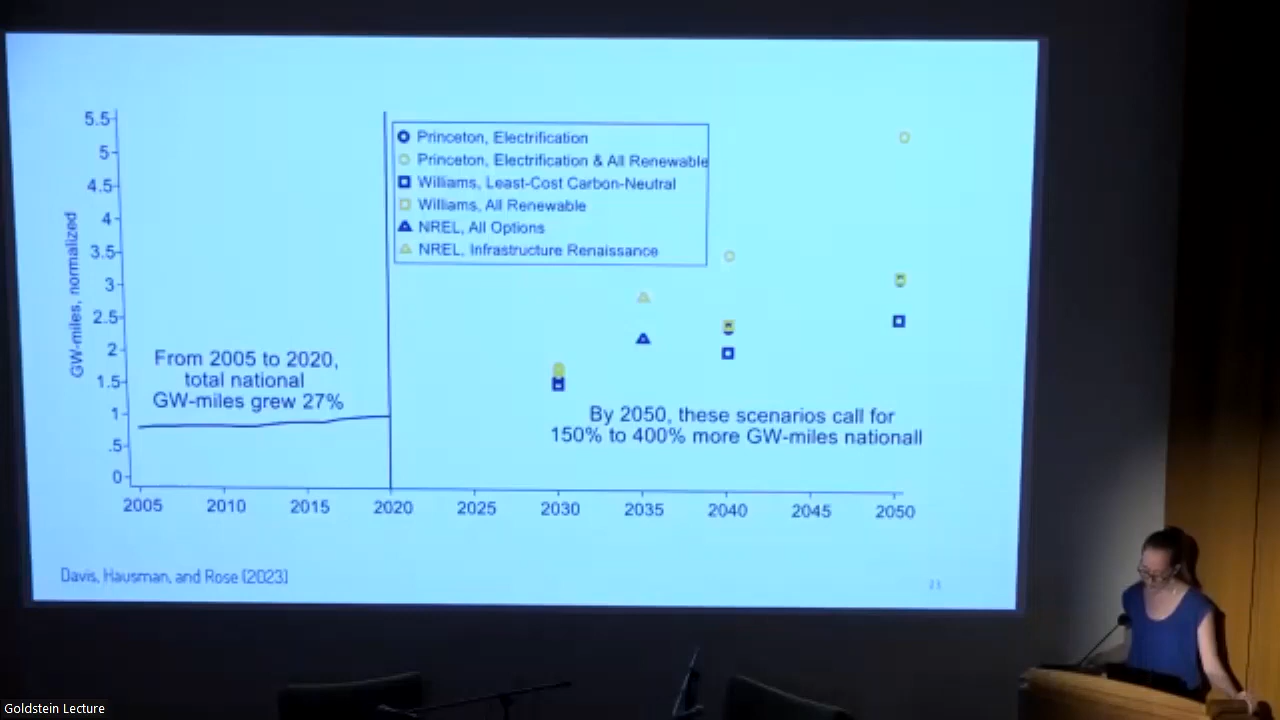 5.5
5
4.5
4
3.5
3
2.5
2
1.5
1
.5
0
GW-miles, normalized
Princeton, Electrification
Princeton, Electrification & All Renewable
Williams, Least-Cost Carbon-Neutral
Williams, All Renewable
NREL, All Options
NREL, Infrastructure Renaissance
From 2005 to 2020,
total national
GW-miles grew 27%
By 2050, these scenarios call for
150% to 400% more GW-miles nationall
2005 2010 2015 2020 2025 2030 2035 2040 2045 2050
Davis, Hausman, and Rose (2023)
Goldstein Lecture